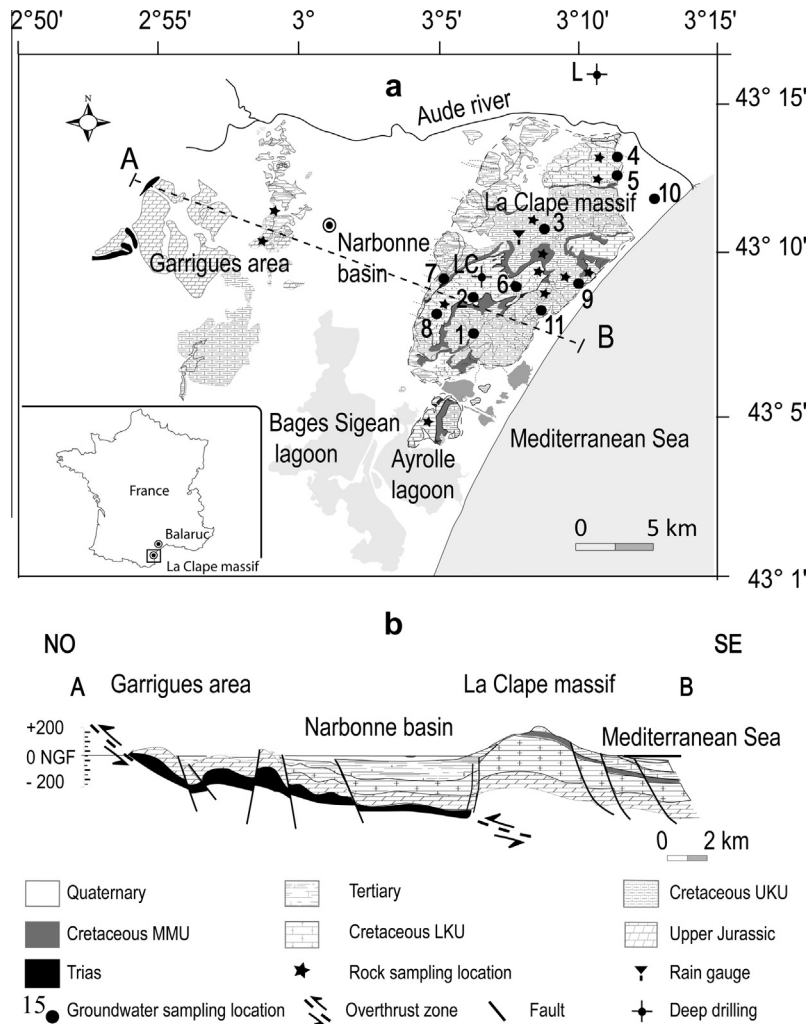 2°50' 2°55' 3° 3°5' 3°10' 3°15'
L
a
43° 15'
Aude river
N
A
4
5
10
La Clape massif
3
Narbonne
basin
43° 10'
Garrigues area
7 LC
2 6
9
8
1
11
B
43° 5'
Bages Sigean
lagoon
Ayrolle
lagoon
Mediterranean Sea
France
Balaruc
La Clape massif
0 5 km
43° 1'
b
NO SE
A Garrigues area La Clape massif B
+200
0 NGF
- 200
Narbonne basin
Mediterranean Sea
0 2 km
Quaternary Tertiary Cretaceous UKU
Cretaceous MMU Cretaceous LKU Upper Jurassic
Trias Rock sampling location Rain gauge
15 Groundwater sampling location Overthrust zone Fault Deep drilling